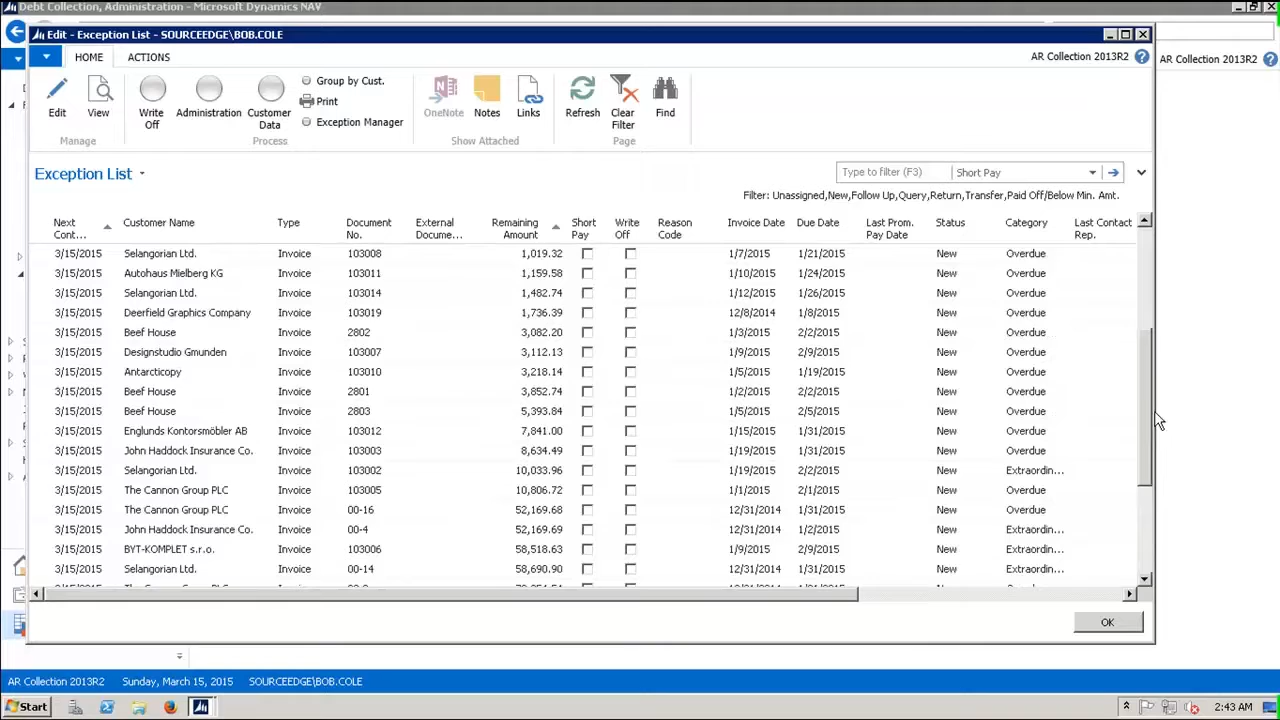 Debt Collection, Administration - Microsoft Dynamics NAV
Edit - Exception List - SOURCEEDGE\BOB.COLE
HOME ACTIONS AR Collection 2013R2 AR Collection 2013R2
Edit View Write Off Administration Customer Data Group by Cust. Print Exception Manager OneNote Notes Links Refresh Clear Filter Find
Manage Process Show Attached Page
Exception List Type to filter (F3) Short Pay
Filter: Unassigned,New,Follow Up,Query,Return,Transfer,Paid Off/Below Min. Amt.
Next Cont... Customer Name Type Document No. External Docume... Remaining Amount Short Pay Write Off Reason Code Invoice Date Due Date Last Prom. Pay Date Status Category Last Contact Rep.
3/15/2015 Selangorian Ltd. Invoice 103008 1,019.32 1/7/2015 1/21/2015 New Overdue
3/15/2015 Autohaus Mielberg KG Invoice 103011 1,159.58 1/10/2015 1/24/2015 New Overdue
3/15/2015 Selangorian Ltd. Invoice 103014 1,482.74 1/12/2015 1/26/2015 New Overdue
3/15/2015 Deerfield Graphics Company Invoice 103019 1,736.39 12/8/2014 1/8/2015 New Overdue
3/15/2015 Beef House Invoice 2802 3,082.20 1/3/2015 2/2/2015 New Overdue
3/15/2015 Designstudio Gmunden Invoice 103007 3,112.13 1/9/2015 2/9/2015 New Overdue
3/15/2015 Antarcticopy Invoice 103010 3,218.14 1/5/2015 1/19/2015 New Overdue
3/15/2015 Beef House Invoice 2801 3,852.74 1/2/2015 2/2/2015 New Overdue
3/15/2015 Beef House Invoice 2803 5,393.84 1/5/2015 2/5/2015 New Overdue
3/15/2015 Englunds Kontorsmöbler AB Invoice 103012 7,841.00 1/15/2015 1/31/2015 New Overdue
3/15/2015 John Haddock Insurance Co. Invoice 103003 8,634.49 1/19/2015 1/31/2015 New Overdue
3/15/2015 Selangorian Ltd. Invoice 103002 10,033.96 1/19/2015 2/2/2015 New Extraordin...
3/15/2015 The Cannon Group PLC Invoice 103005 10,806.72 1/1/2015 2/1/2015 New Overdue
3/15/2015 The Cannon Group PLC Invoice 00-16 52,169.68 12/31/2014 1/31/2015 New Overdue
3/15/2015 John Haddock Insurance Co. Invoice 00-4 52,169.69 12/31/2014 1/2/2015 New Extraordin...
3/15/2015 BYT-KOMPLET s.r.o. Invoice 103006 58,518.63 1/9/2015 2/9/2015 New Extraordin...
3/15/2015 Selangorian Ltd. Invoice 00-14 58,690.90 12/31/2014 1/31/2015 New Extraordin...
OK
AR Collection 2013R2 Sunday, March 15, 2015 SOURCEEDGE\BOB.COLE
Start 2:43 AM